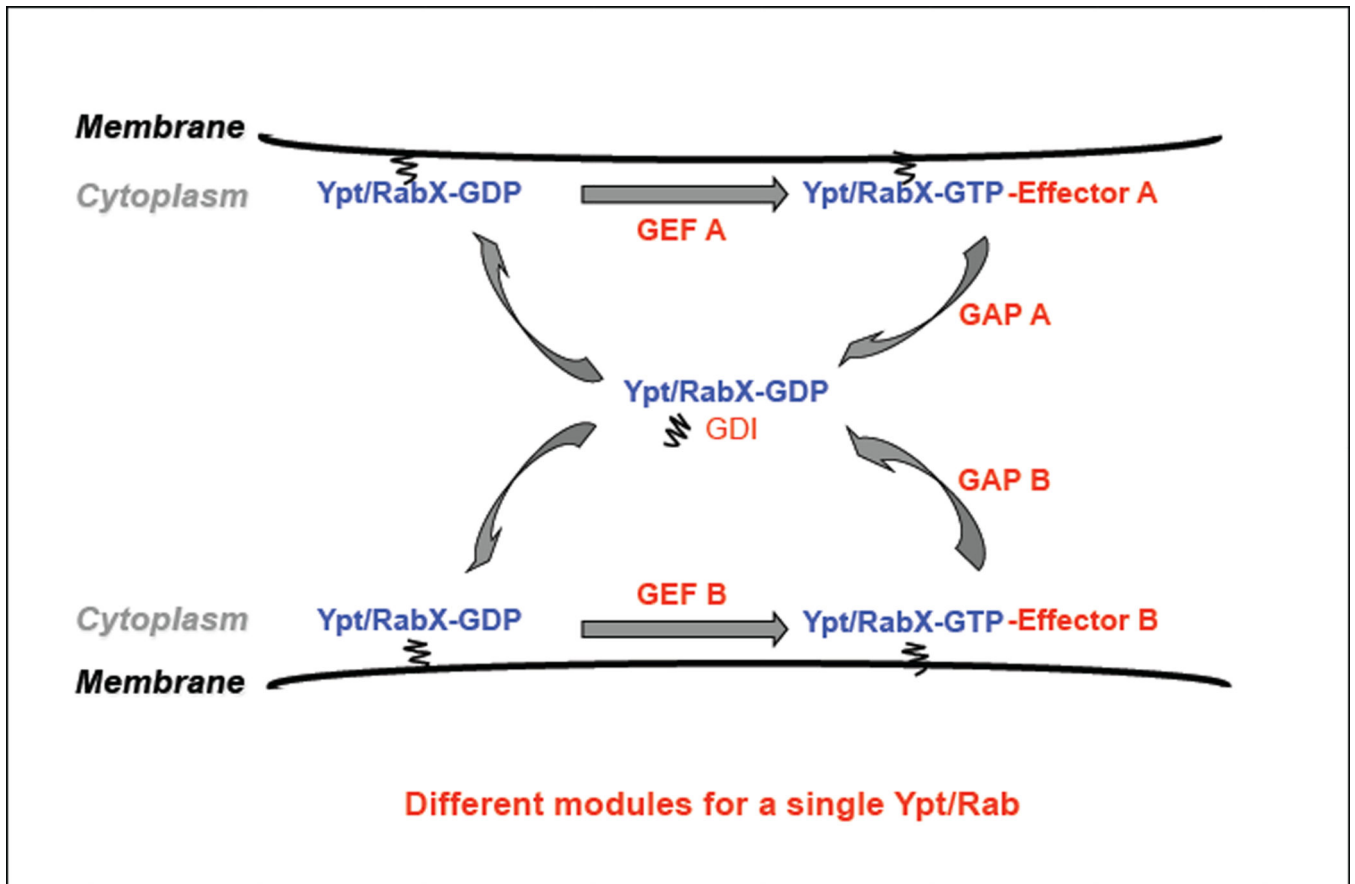 Membrane
Cytoplasm
Ypt/RabX-GDP
Ypt/RabX-GTP -Effector A
GEF A
GAP A
Ypt/RabX-GDP
GDI
GAP B
GEF B
Cytoplasm
Ypt/RabX-GDP
Ypt/RabX-GTP -Effector B
Membrane
Different modules for a single Ypt/Rab